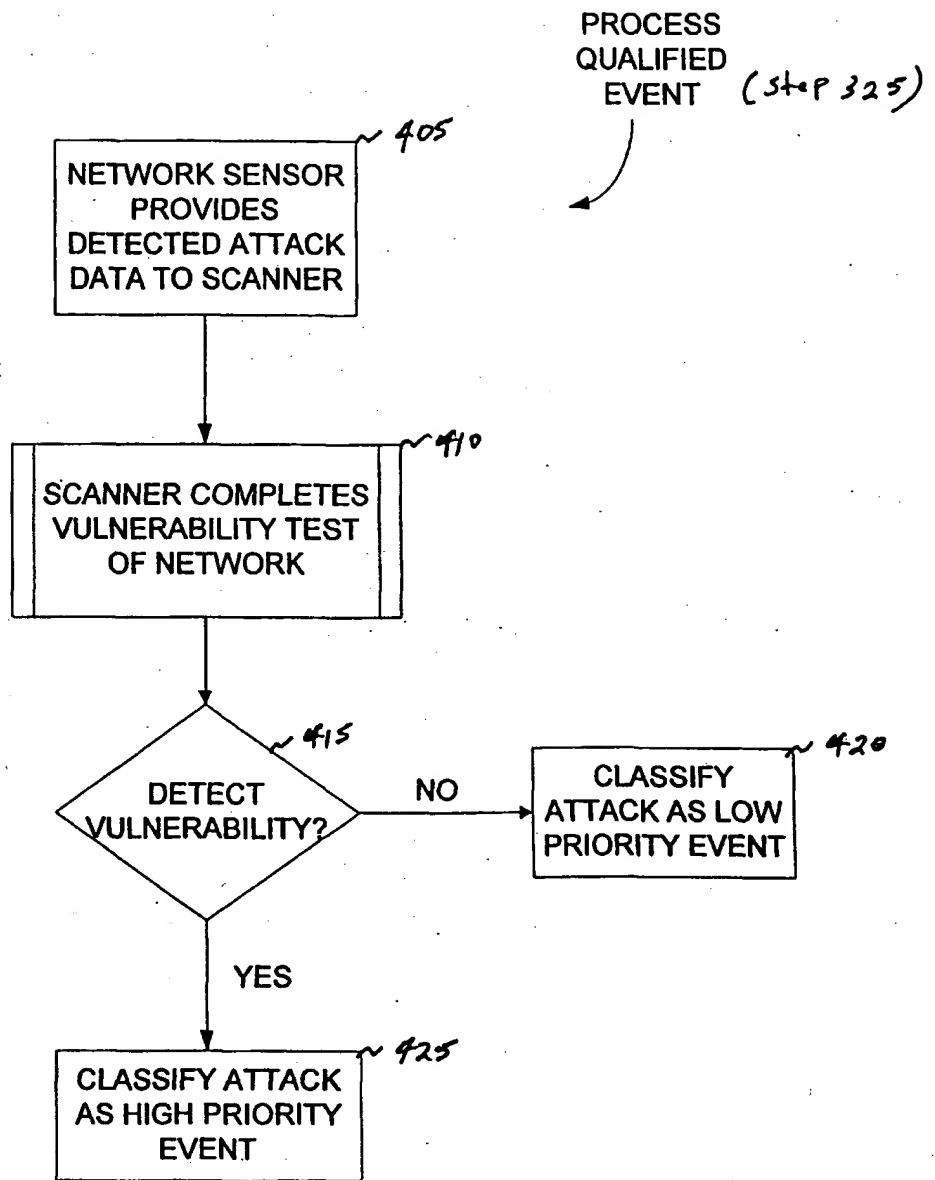 PROCESS
QUALIFIED
EVENT (step 325)
405
NETWORK SENSOR
PROVIDES
DETECTED ATTACK
DATA TO SCANNER
410
SCANNER COMPLETES
VULNERABILITY TEST
OF NETWORK
415
DETECT
VULNERABILITY?
NO
420
CLASSIFY
ATTACK AS LOW
PRIORITY EVENT
YES
425
CLASSIFY ATTACK
AS HIGH PRIORITY
EVENT